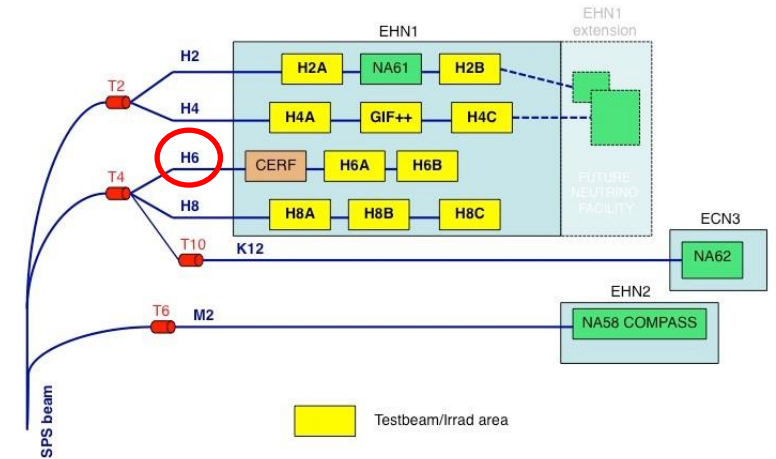 EHN1
extension
EHN1
H2
H2A
NA61
H2B
T2
H4
H4A
GIF++
H4C
H6
CERF
H6A
H6B
T4
FUTURE
NEUTRINO
FACILITY
H8
H8A
H8B
H8C
ECN3
T10
K12
NA62
EHN2
T6
M2
NA58 COMPASS
SPS beam
Testbeam/Irrad area